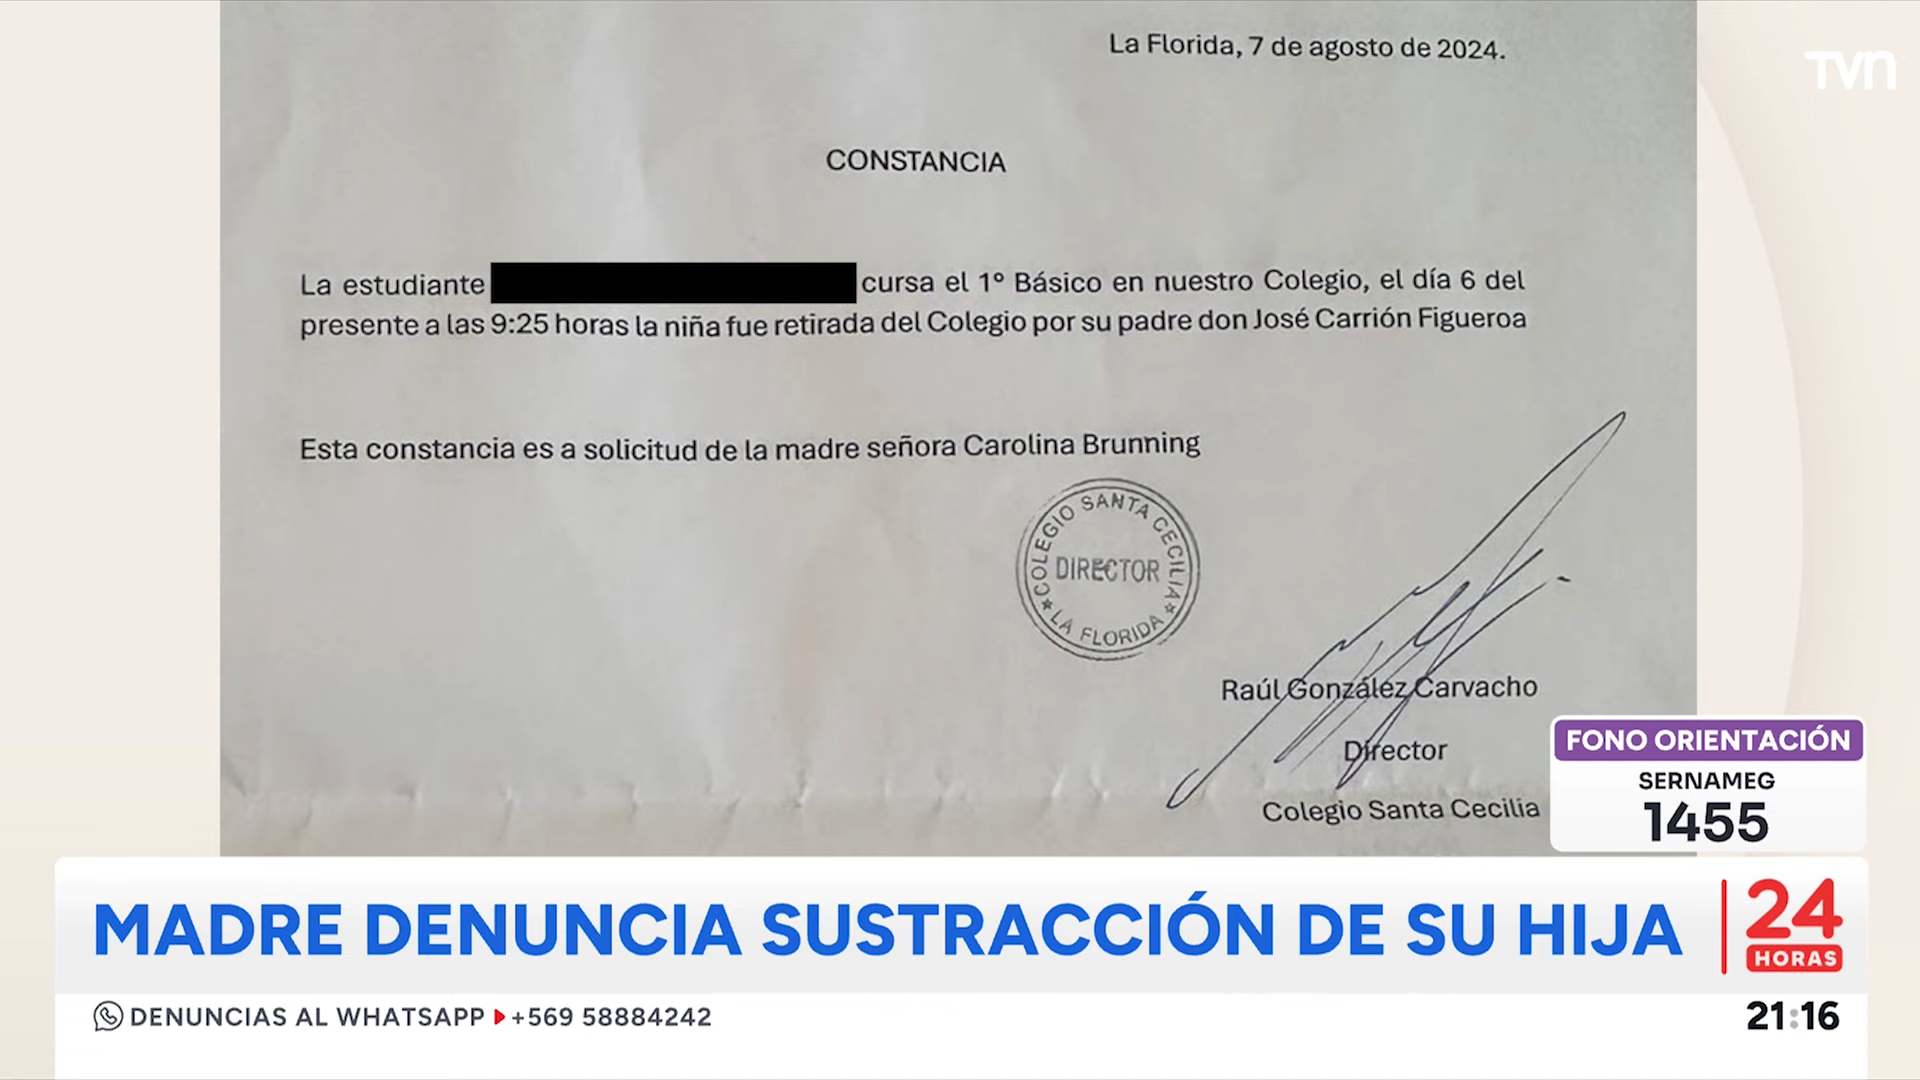 La Florida, 7 de agosto de 2024.
TVN
CONSTANCIA
La estudiante cursa el 1° Básico en nuestro Colegio, el día 6 del
presente a las 9:25 horas la niña fue retirada del Colegio por su padre don José Carrión Figueroa
Esta constancia es a solicitud de la madre señora Carolina Brunning
COLEGIO SANTA CECILIA
DIRECTOR
LA FLORIDA
Raúl González Carvacho
Director
Colegio Santa Cecilia
FONO ORIENTACIÓN
SERNAMEG
1455
MADRE DENUNCIA SUSTRACCIÓN DE SU HIJA
24
HORAS
DENUNCIAS AL WHATSAPP +569 58884242
21:16